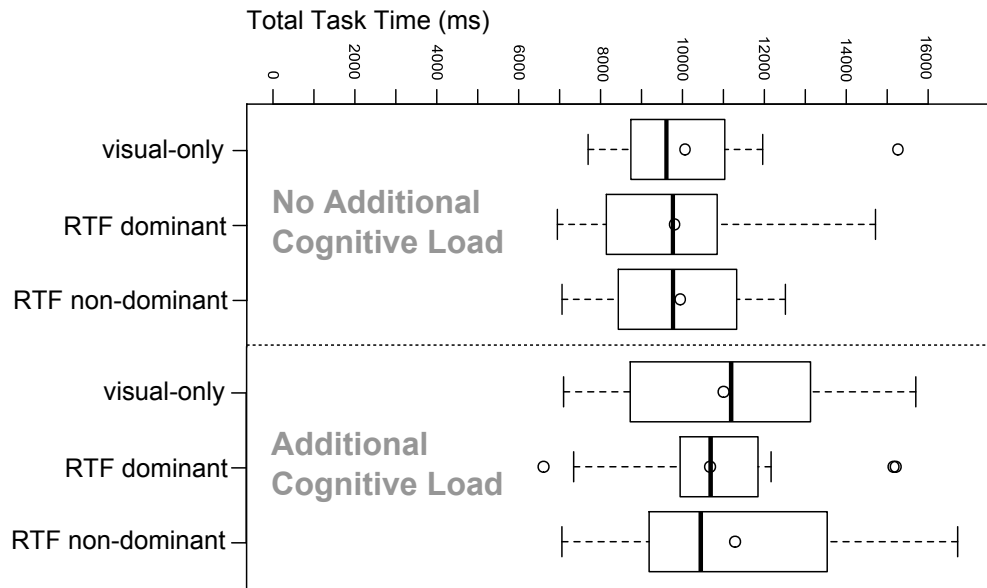 Total Task Time (ms)
0
2000
4000
6000
8000
10000
12000
14000
16000
visual-only
RTF dominant
RTF non-dominant
No Additional
Cognitive Load
visual-only
RTF dominant
RTF non-dominant
Additional
Cognitive Load